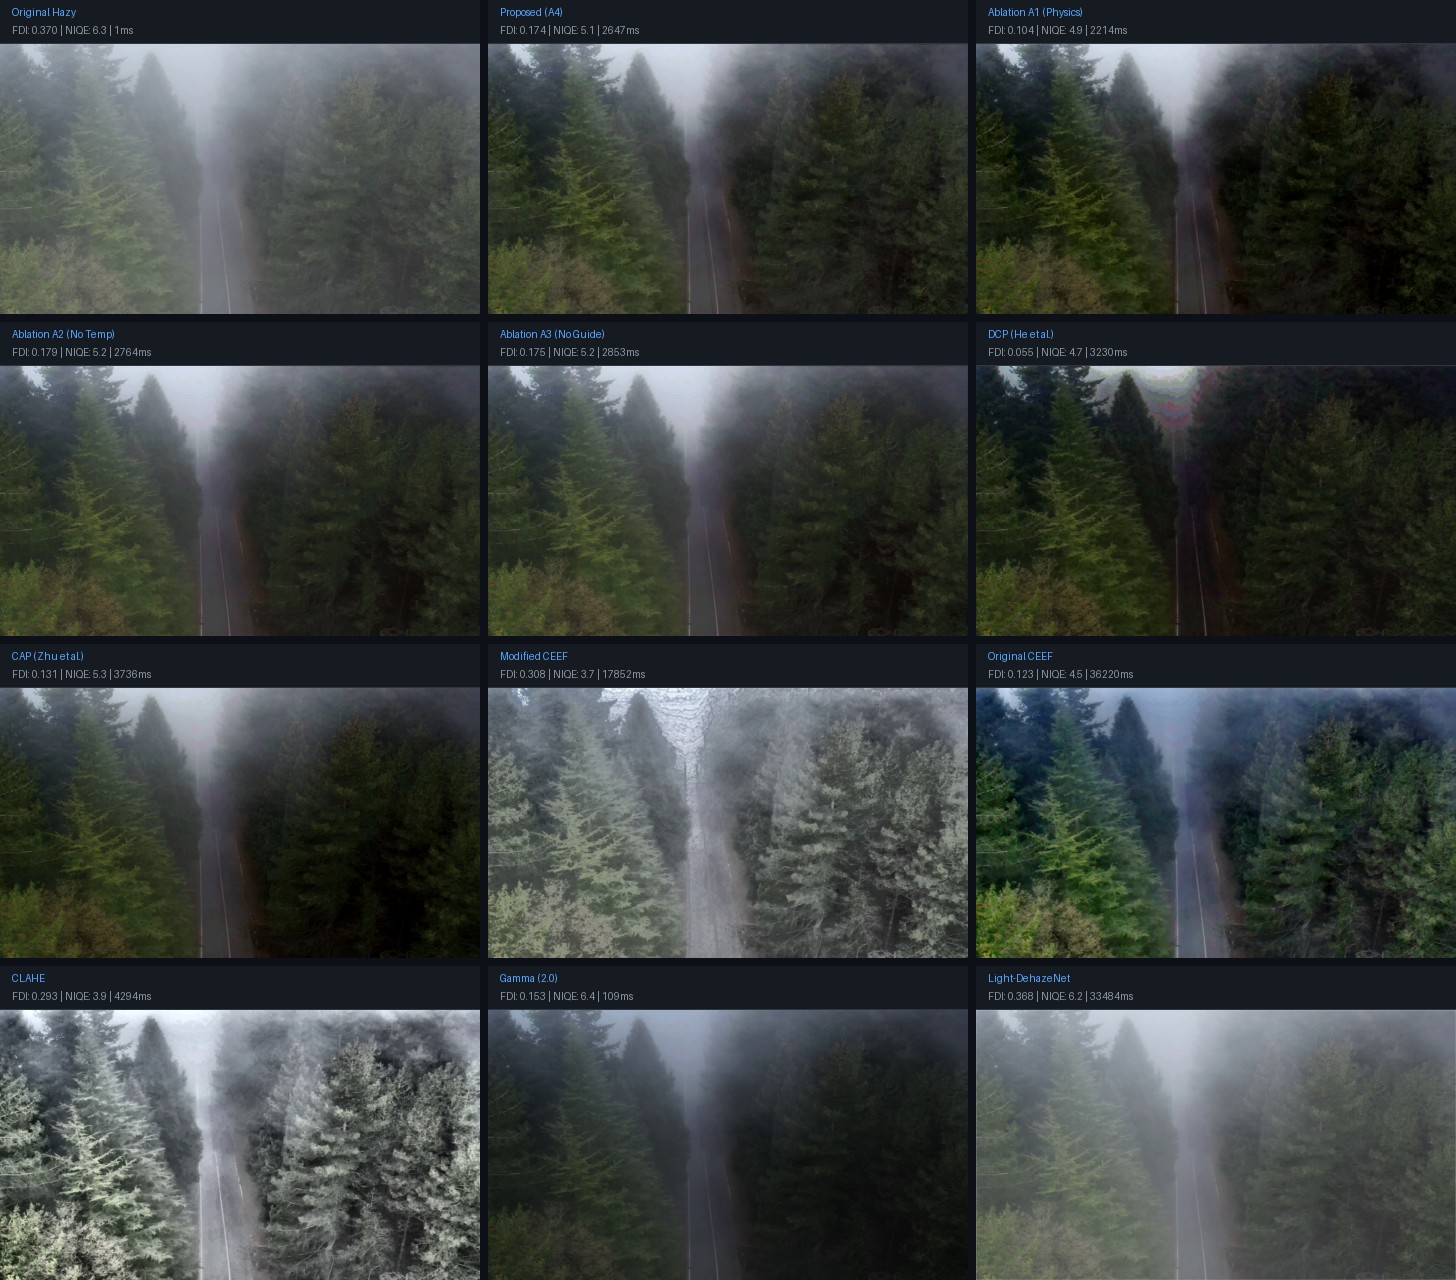 Original Hazy
FDI: 0.370 | NIQE: 6.3 | 1ms
Proposed (A4)
FDI: 0.174 | NIQE: 5.1 | 2647ms
Ablation A1 (Physics)
FDI: 0.104 | NIQE: 4.9 | 2214ms
Ablation A2 (No Temp)
FDI: 0.179 | NIQE: 5.2 | 2764ms
Ablation A3 (No Guide)
FDI: 0.175 | NIQE: 5.2 | 2853ms
DCP (He et al.)
FDI: 0.055 | NIQE: 4.7 | 3230ms
CAP (Zhu et al.)
FDI: 0.131 | NIQE: 5.3 | 3736ms
Modified CEEF
FDI: 0.308 | NIQE: 3.7 | 17852ms
Original CEEF
FDI: 0.123 | NIQE: 4.5 | 36220ms
CLAHE
FDI: 0.293 | NIQE: 3.9 | 4294ms
Gamma (2.0)
FDI: 0.153 | NIQE: 6.4 | 109ms
Light-DehazeNet
FDI: 0.368 | NIQE: 6.2 | 33484ms